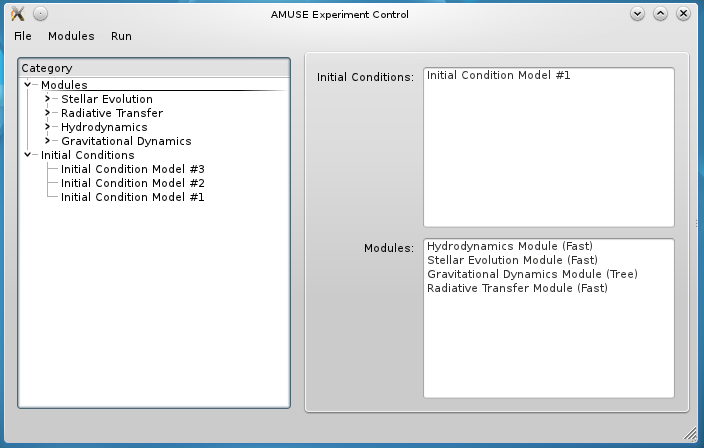 AMUSE Experiment Control
File Modules Run
Category
Modules
Stellar Evolution
Radiative Transfer
Hydrodynamics
Gravitational Dynamics
Initial Conditions
Initial Condition Model #3
Initial Condition Model #2
Initial Condition Model #1
Initial Conditions:
Initial Condition Model #1
Modules:
Hydrodynamics Module (Fast)
Stellar Evolution Module (Fast)
Gravitational Dynamics Module (Tree)
Radiative Transfer Module (Fast)